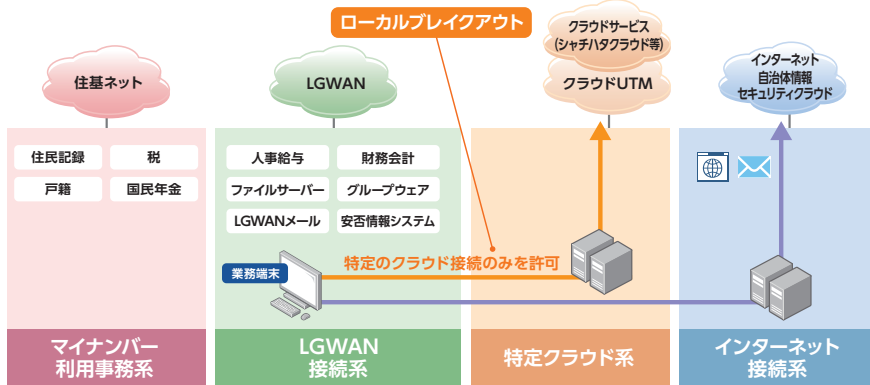 ローカルブレイクアウト
住基ネット
LGWAN
クラウドサービス
(シャチハタクラウド等)
クラウドUTM
インターネット
自治体情報
セキュリティクラウド
住民記録
税
戸籍
国民年金
人事給与
財務会計
ファイルサーバー
グループウェア
LGWANメール
安否情報システム
業務端末
特定のクラウド接続のみを許可
マイナンバー
利用事務系
LGWAN
接続系
特定クラウド系
インターネット
接続系